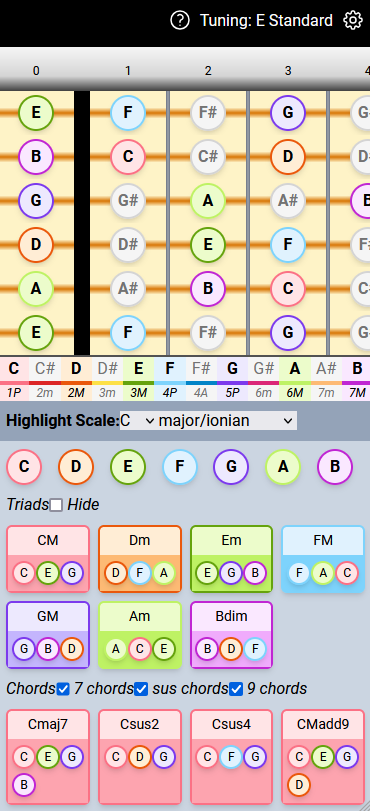 ? Tuning: E Standard
0 1 2 3 4
E F F# G G
B C C# D D
G G# A A# B
D D# E F F#
A A# B C C
E F F# G G
C C# D D# E F F# G G# A A# B
1P 2m 2M 3m 3M 4P 4A 5P 6m 6M 7m 7M
Highlight Scale: C major/ionian
C D E F G A B
Triads Hide
CM Dm Em FM
C E G D F A E G B F A C
GM Am Bdim
G B D A C E B D F
Chords 7 chords sus chords 9 chords
Cmaj7 Csus2 Csus4 CMadd9
C E G C D G C F G C E G
B D